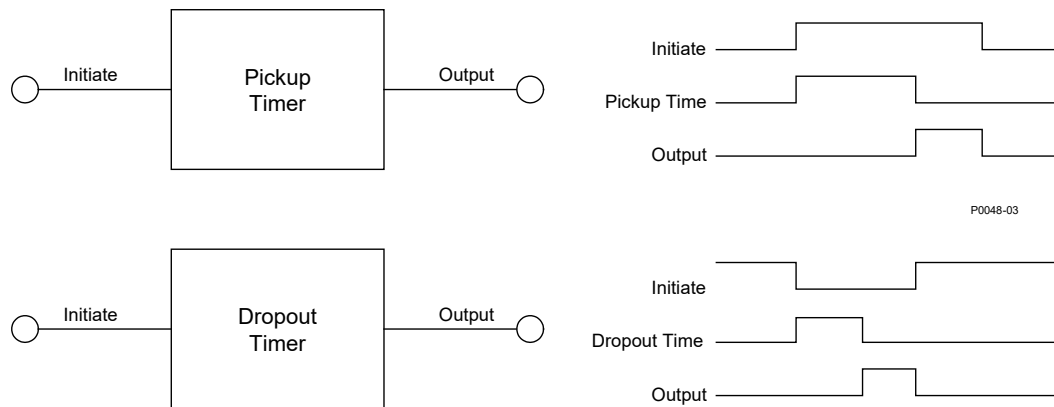 Initiate
Pickup
Timer
Output
Initiate
Pickup Time
Output
P0048-03
Initiate
Dropout
Timer
Output
Initiate
Dropout Time
Output